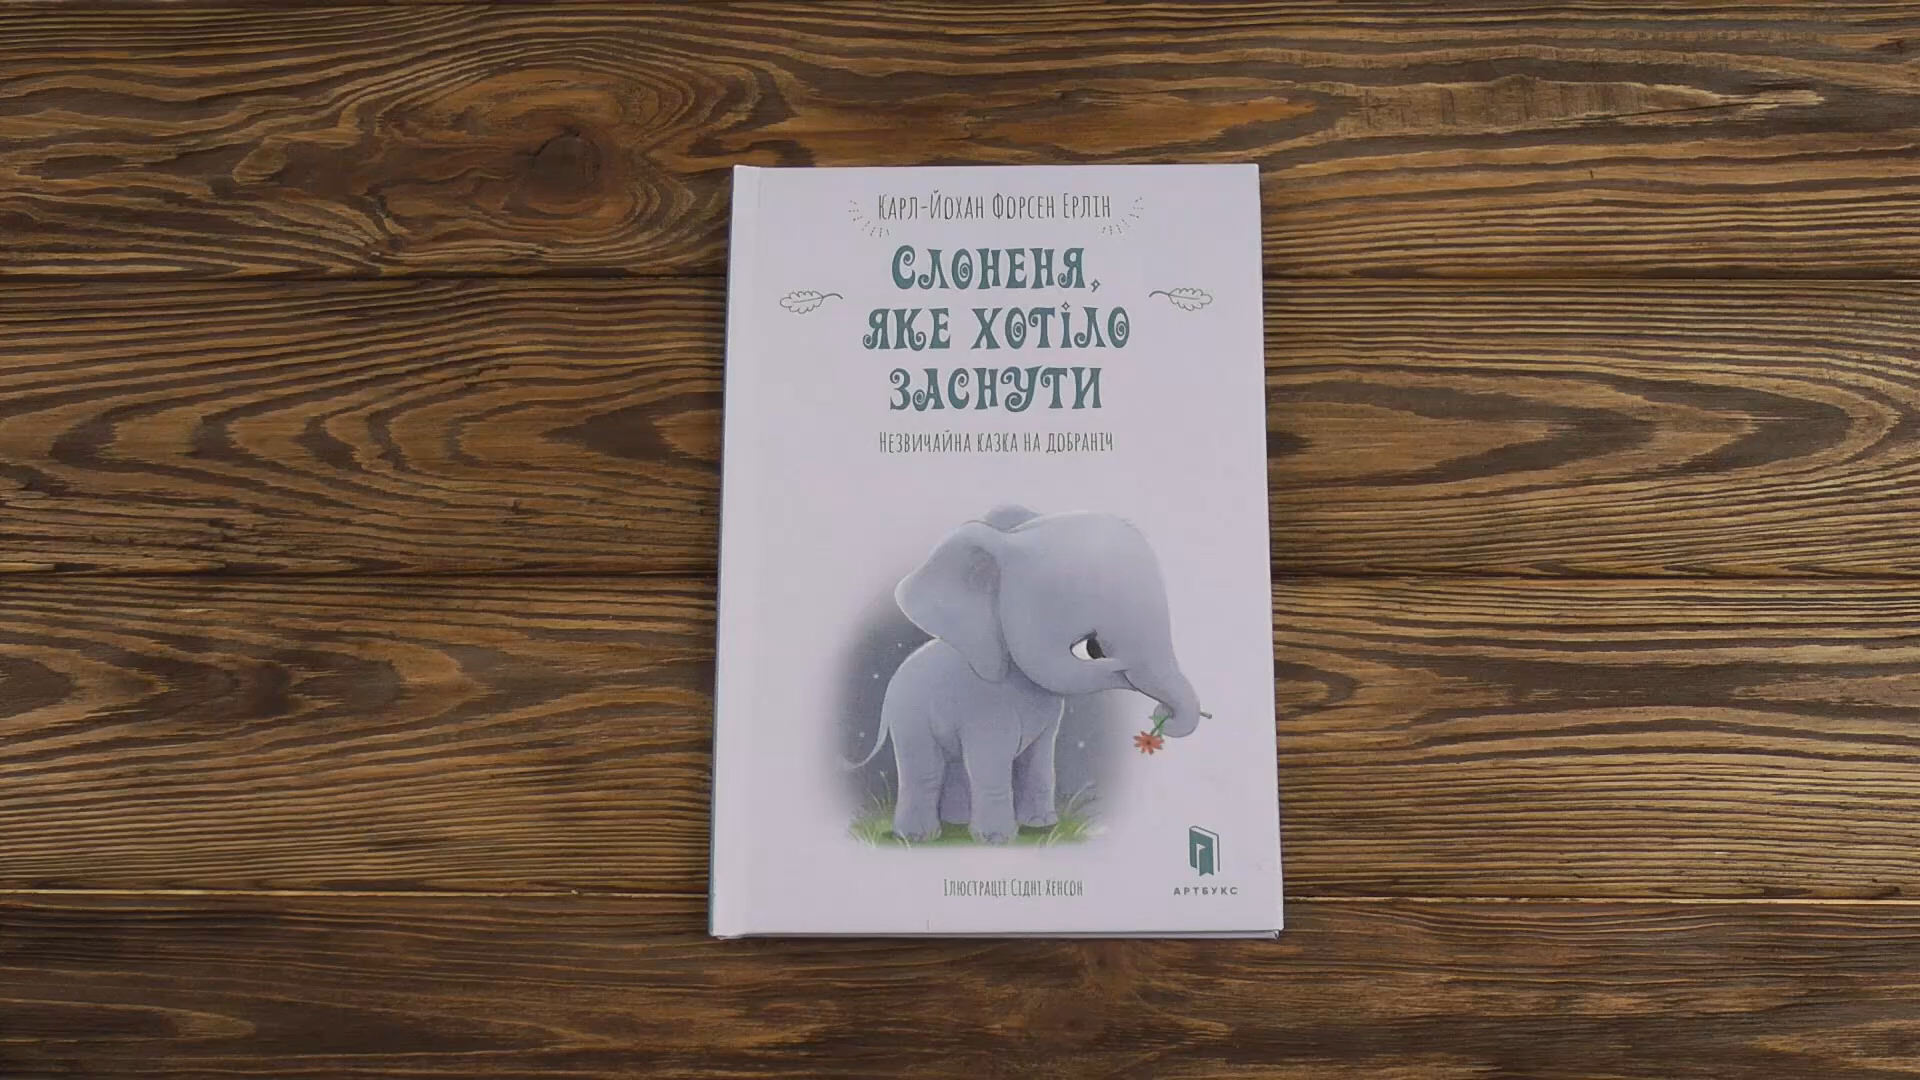 Карл-Йохан Форсен Ерлін
Слоненя,
яке хотіло
заснути
Незвичайна казка на добраніч
Ілюстрації Сідні Хенсон
АРТБУКС